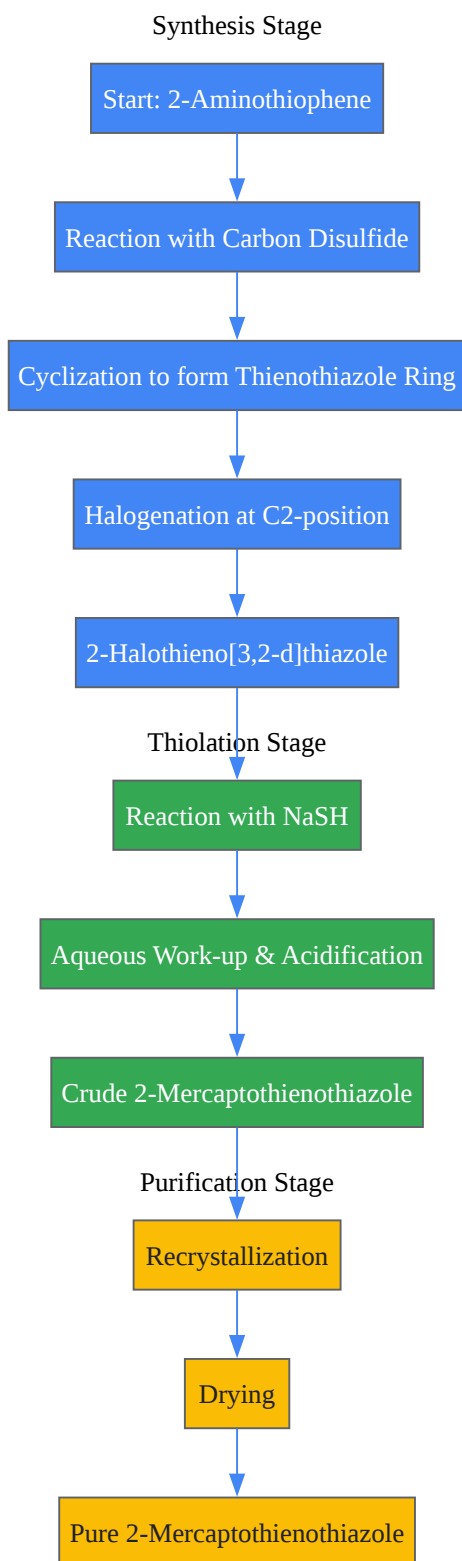 Synthesis Stage
Start: 2-Aminothiophene
Reaction with Carbon Disulfide
Cyclization to form Thienothiazole Ring
Halogenation at C2-position
2-Halothieno[3,2-d]thiazole
Thiolation Stage
Reaction with NaSH
Aqueous Work-up & Acidification
Crude 2-Mercaptothienothiazole
Purification Stage
Recrystallization
Drying
Pure 2-Mercaptothienothiazole